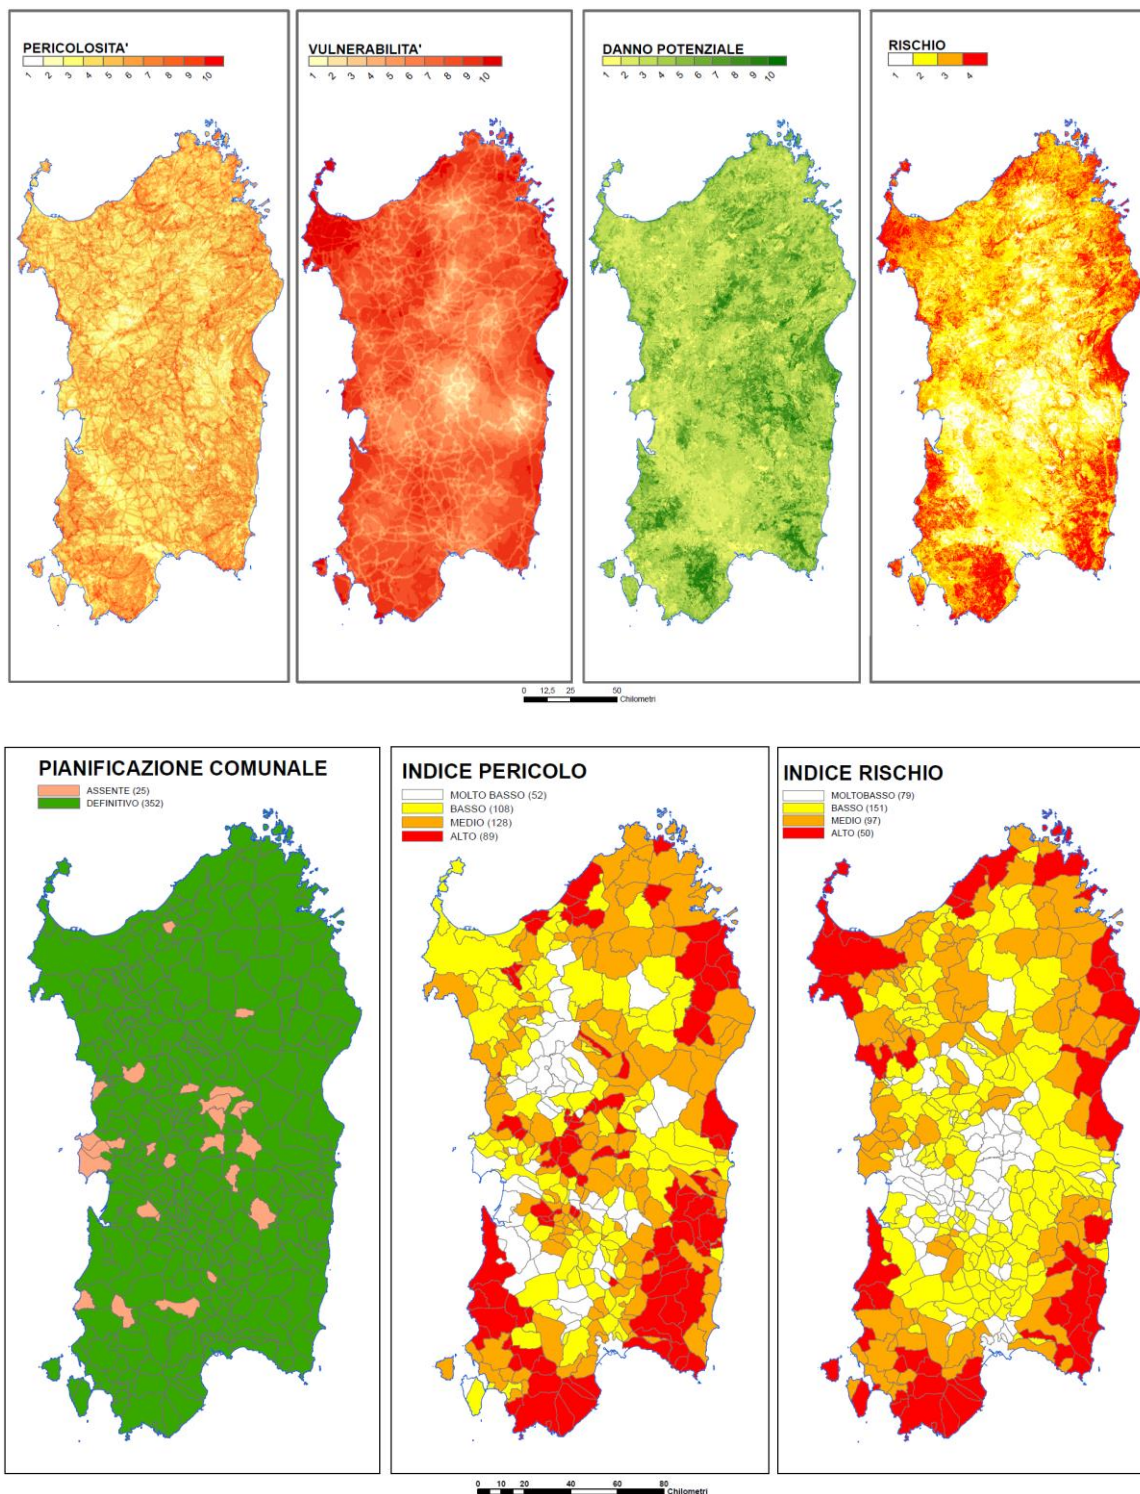 PERICOLOSITA'
1 2 3 4 5 6 7 8 9 10
VULNERABILITA'
1 2 3 4 5 6 7 8 9 10
DANNO POTENZIALE
1 2 3 4 5 6 7 8 9 10
RISCHIO
1 2 3 4
0 12,5 25 50
Chilometri
PIANIFICAZIONE COMUNALE
ASSENTE (25)
DEFINITIVO (352)
INDICE PERICOLO
MOLTO BASSO (52)
BASSO (108)
MEDIO (128)
ALTO (89)
INDICE RISCHIO
MOLTOBASSO (79)
BASSO (151)
MEDIO (97)
ALTO (50)
0 10 20 40 60 80
Chilometri